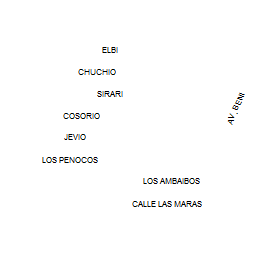 ELBI
CHUCHIO
SIRARI
AV. BENI
COSORIO
JEVIO
LOS PENOCOS
LOS AMBAIBOS
CALLE LAS MARAS